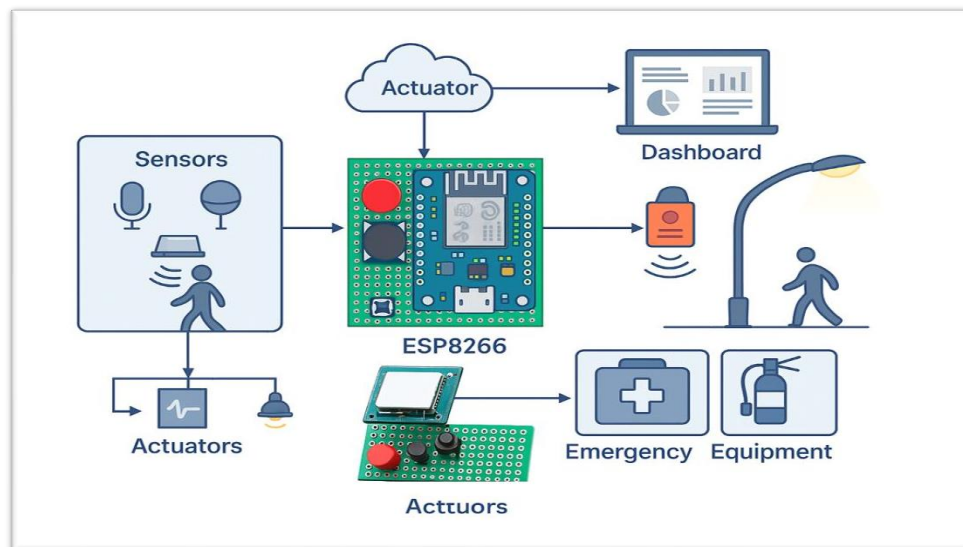 Actuator
Sensors
Dashboard
ESP8266
Actuators
Emergency
Equipment
Acttuors